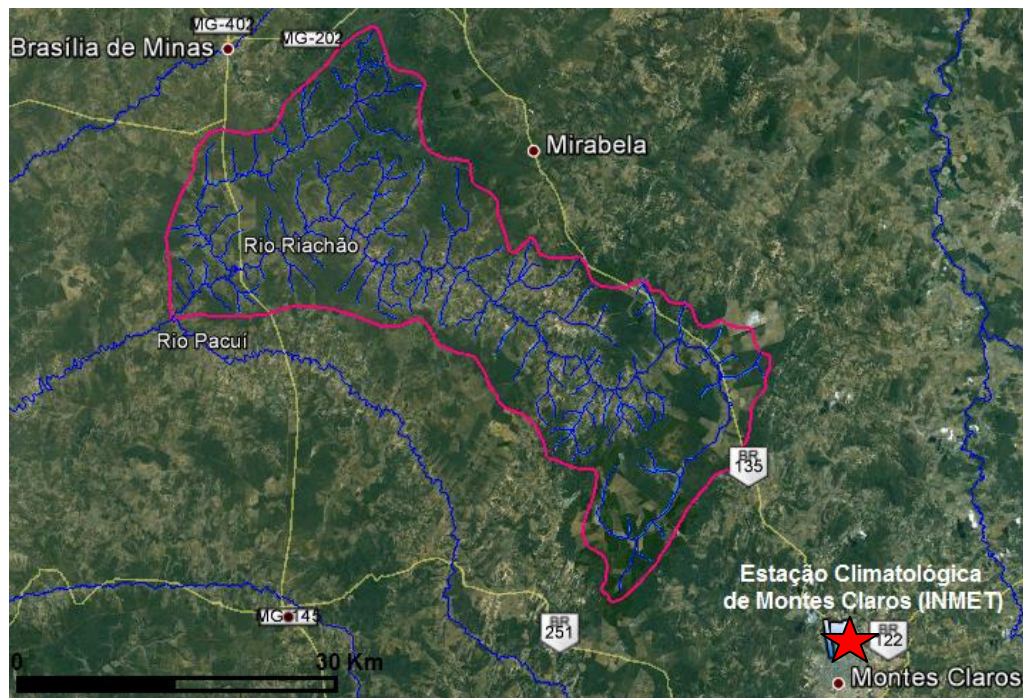 MG-402
Brasília de Minas
MG-202
Mirabela
Rio Riachão
Rio Pacuí
BR
135
Estação Climatológica
de Montes Claros (INMET)
MG-145
BR
251
BR
122
0
30 Km
Montes Claros